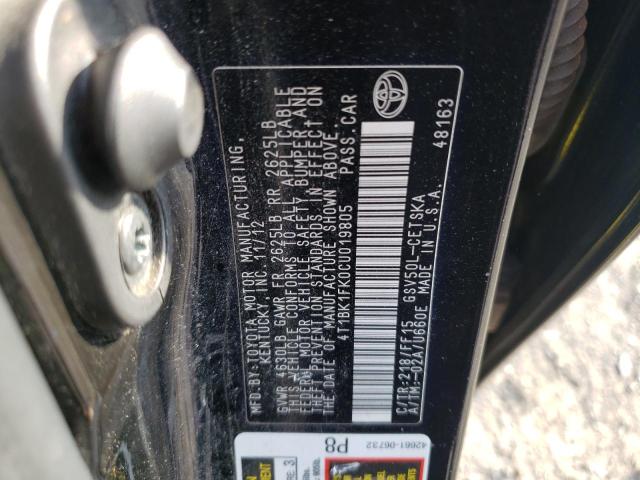 MFD.BY:TOYOTA MOTOR MANUFACTURING,
KENTUCKY, INC. 11/12
GVWR 4630LB GAWR FR 2625LB RR 2625LB
THIS VEHICLE CONFORMS TO ALL APPLICABLE
FEDERAL MOTOR VEHICLE SAFETY, BUMPER, AND
THEFT PREVENTION STANDARDS IN EFFECT ON
THE DATE OF MANUFACTURE SHOWN ABOVE.
4T1BK1FK0CU019805 PASS.CAR
C/TR:218/FF15 GSV50L-CETSKA
A/TM:-02A/U660E MADE IN U.S.A.
48163
42661-06732
P8